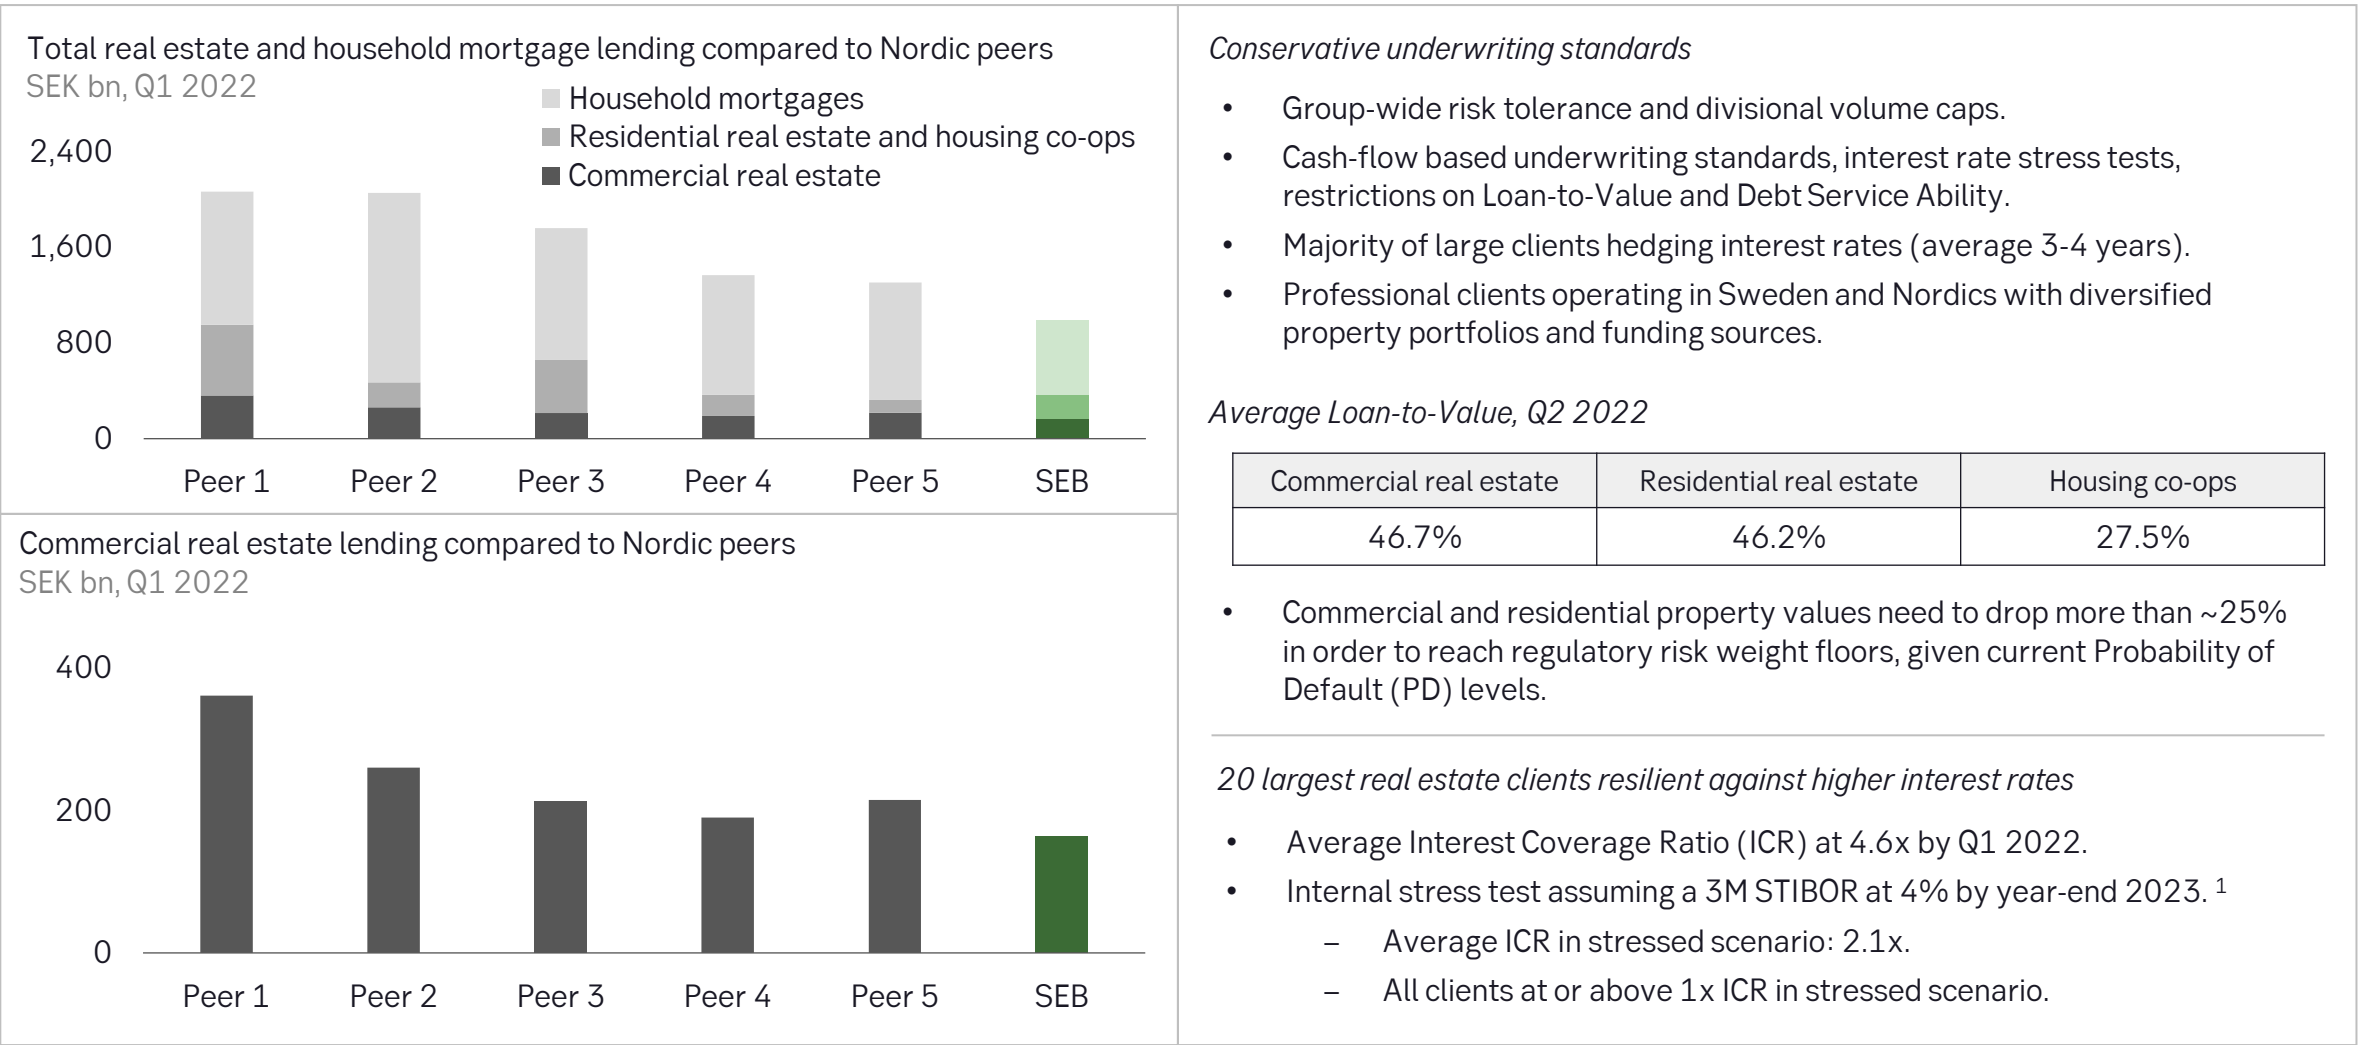 Total real estate and household mortgage lending compared to Nordic peers
SEK bn, Q1 2022
Household mortgages
Residential real estate and housing co-ops
Commercial real estate
2,400
1,600
800
0
Peer 1 Peer 2 Peer 3 Peer 4 Peer 5 SEB
Commercial real estate lending compared to Nordic peers
SEK bn, Q1 2022
400
200
0
Peer 1 Peer 2 Peer 3 Peer 4 Peer 5 SEB
Conservative underwriting standards
• Group-wide risk tolerance and divisional volume caps.
• Cash-flow based underwriting standards, interest rate stress tests,
restrictions on Loan-to-Value and Debt Service Ability.
• Majority of large clients hedging interest rates (average 3-4 years).
• Professional clients operating in Sweden and Nordics with diversified
property portfolios and funding sources.
Average Loan-to-Value, Q2 2022
Commercial real estate Residential real estate Housing co-ops
46.7% 46.2% 27.5%
• Commercial and residential property values need to drop more than ~25%
in order to reach regulatory risk weight floors, given current Probability of
Default (PD) levels.
20 largest real estate clients resilient against higher interest rates
• Average Interest Coverage Ratio (ICR) at 4.6x by Q1 2022.
• Internal stress test assuming a 3M STIBOR at 4% by year-end 2023. 1
– Average ICR in stressed scenario: 2.1x.
– All clients at or above 1x ICR in stressed scenario.